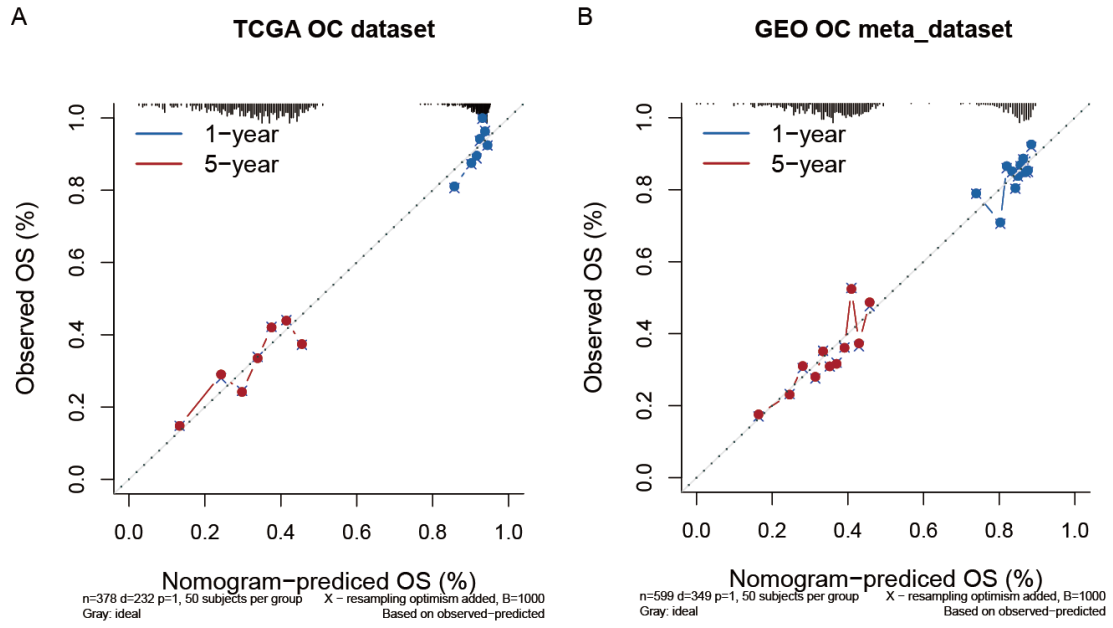 A
TCGA OC dataset
1−year
5−year
Observed OS (%)
1.0
0.8
0.6
0.4
0.2
0.0
0.0 0.2 0.4 0.6 0.8 1.0
Nomogram−prediced OS (%)
n=378 d=232 p=1, 50 subjects per group X − resampling optimism added, B=1000
Gray: ideal Based on observed−predicted
B
GEO OC meta_dataset
1−year
5−year
Observed OS (%)
1.0
0.8
0.6
0.4
0.2
0.0
0.0 0.2 0.4 0.6 0.8 1.0
Nomogram−prediced OS (%)
n=599 d=349 p=1, 50 subjects per group X − resampling optimism added, B=1000
Gray: ideal Based on observed−predicted